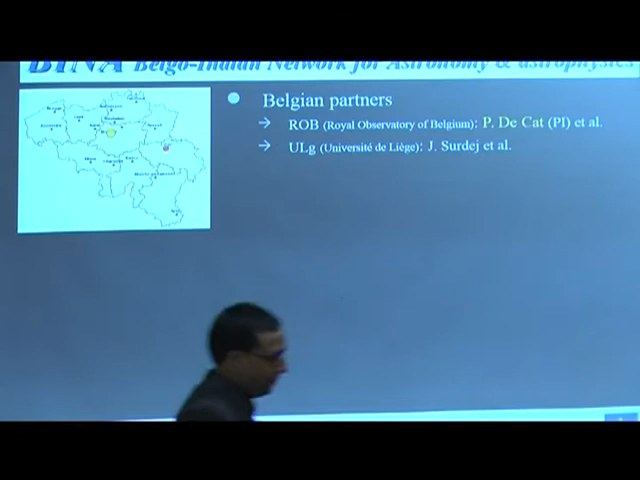 BINA Belgo-Indian Network for Astronomy & astrophysics
Belgian partners
→ ROB (Royal Observatory of Belgium): P. De Cat (PI) et al.
→ ULg (Université de Liège): J. Surdej et al.